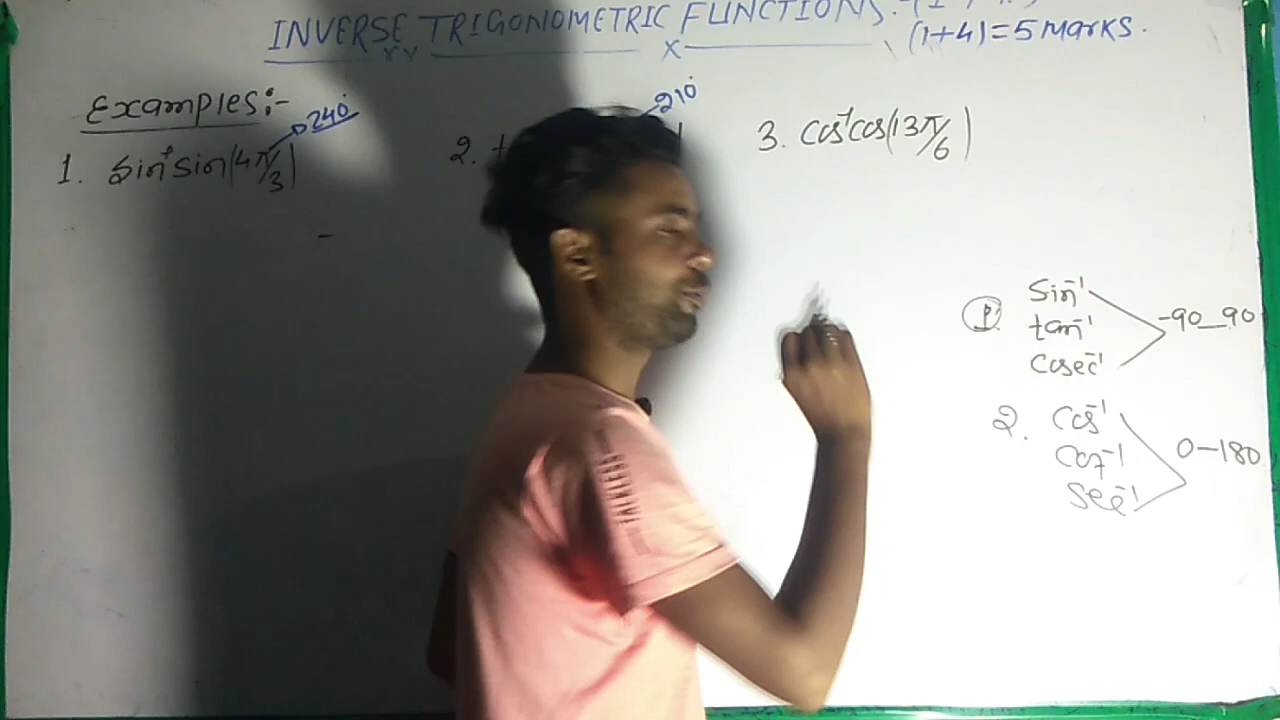 INVERSE TRIGONOMETRIC FUNCTIONS.
x (1+4)=5 Marks.
Examples:-
240°
1. Sin⁻¹Sin(4π/3)
210°
2.
3. Cos⁻¹Cos(13π/6)
1. Sin⁻¹
tan⁻¹
Cosec⁻¹
-90_90
2. Cos⁻¹
Cot⁻¹
Sec⁻¹
0-180